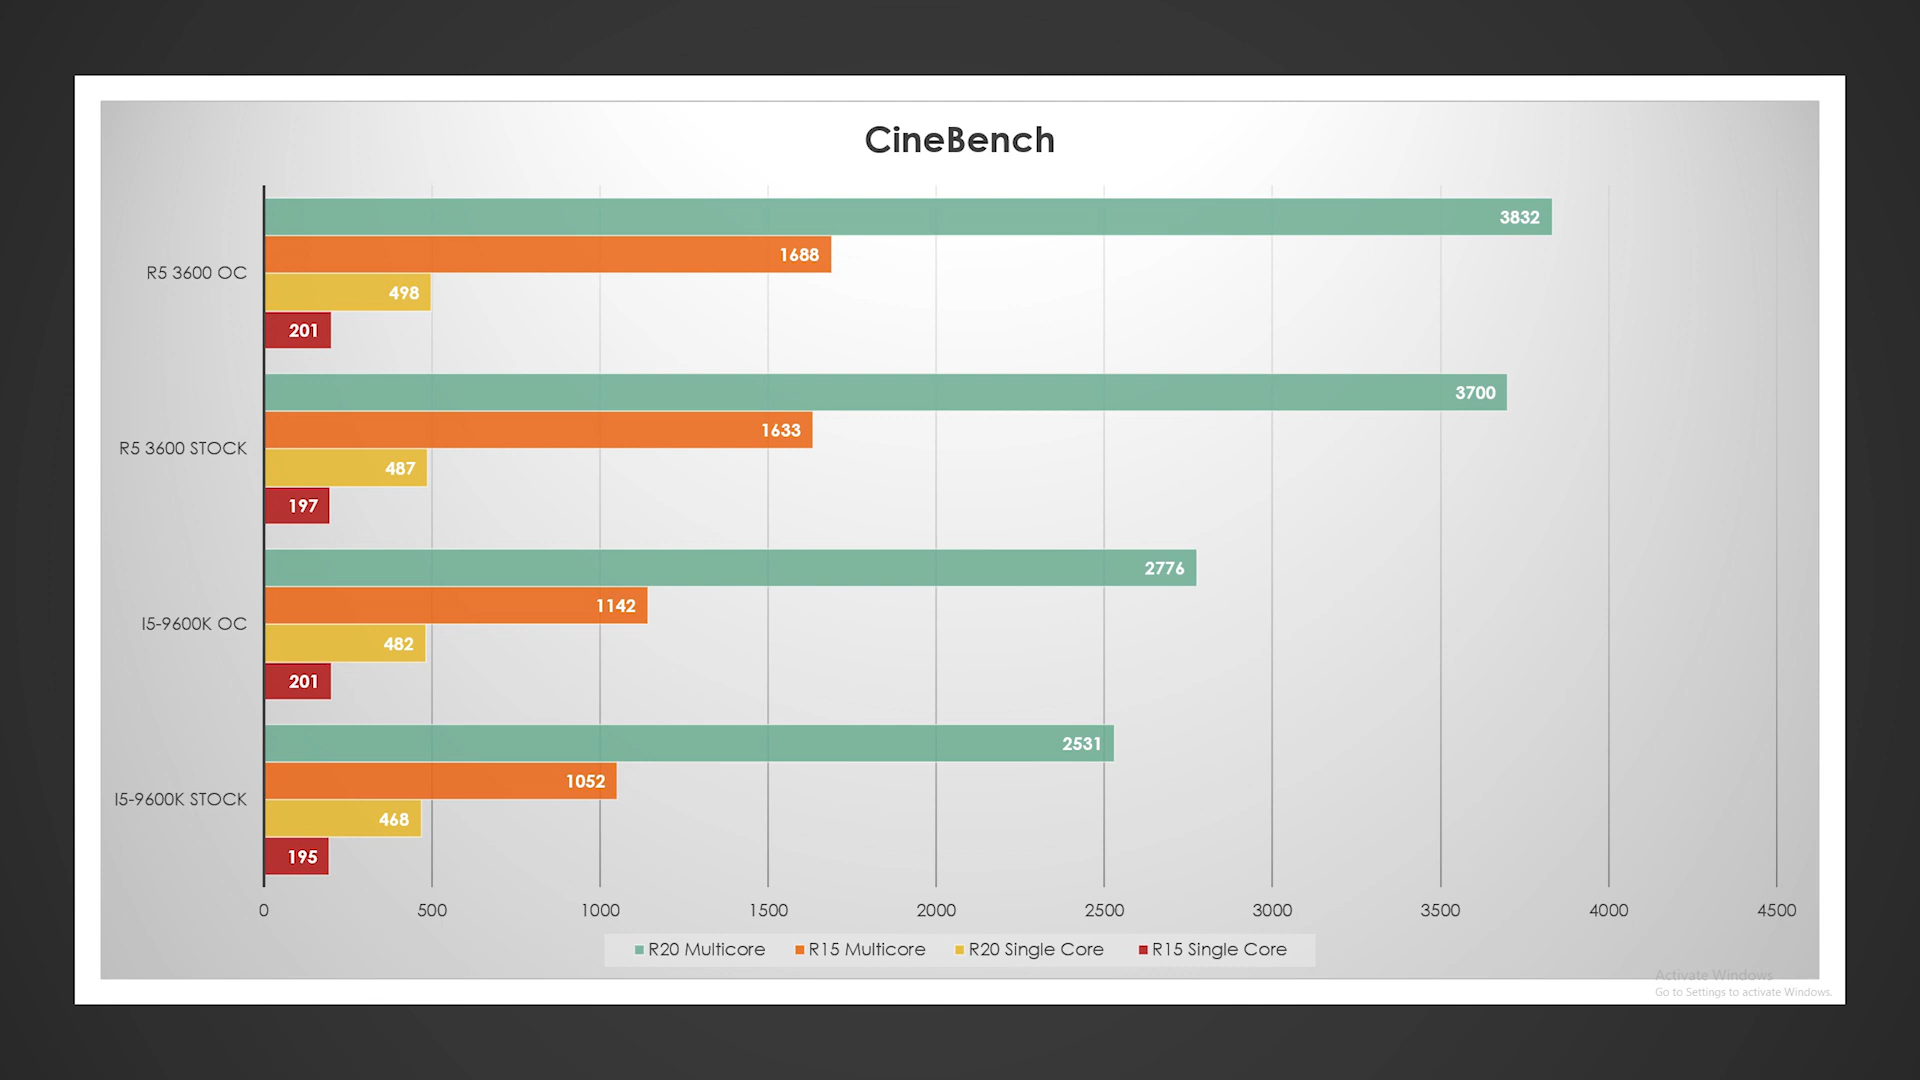 CineBench
3832
1688
R5 3600 OC
498
201
3700
1633
R5 3600 STOCK
487
197
2776
1142
I5-9600K OC
482
201
2531
1052
I5-9600K STOCK
468
195
0 500 1000 1500 2000 2500 3000 3500 4000 4500
R20 Multicore R15 Multicore R20 Single Core R15 Single Core
Activate Windows
Go to Settings to activate Windows.